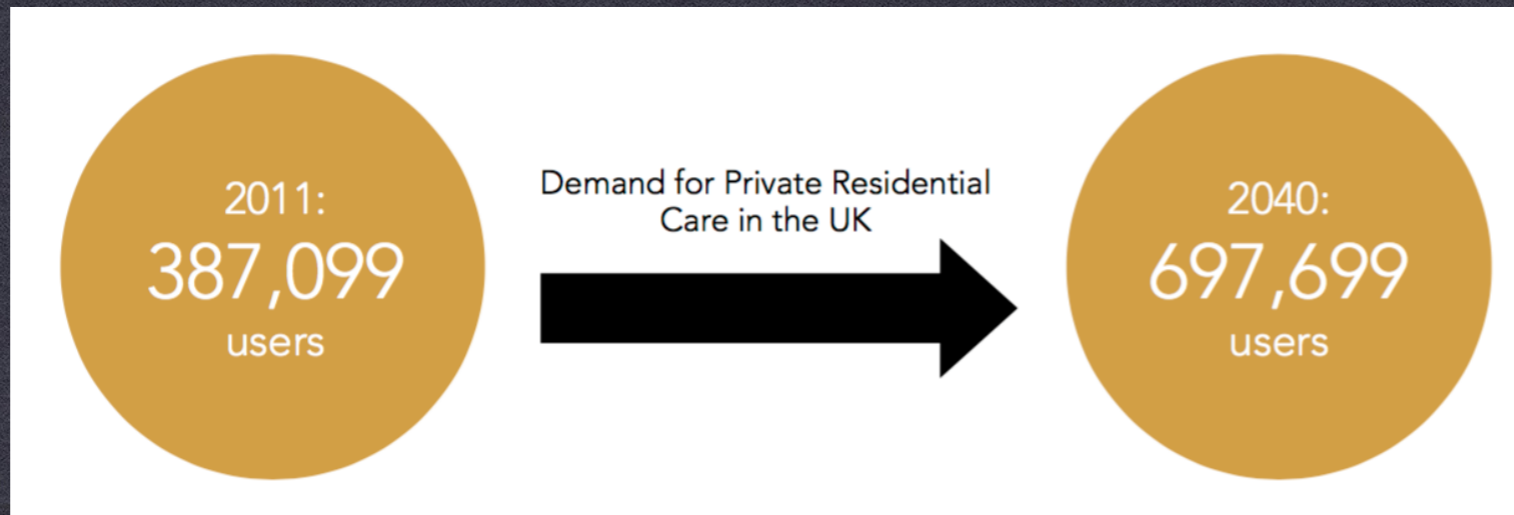 2011:
387,099
users
Demand for Private Residential
Care in the UK
2040:
697,699
users